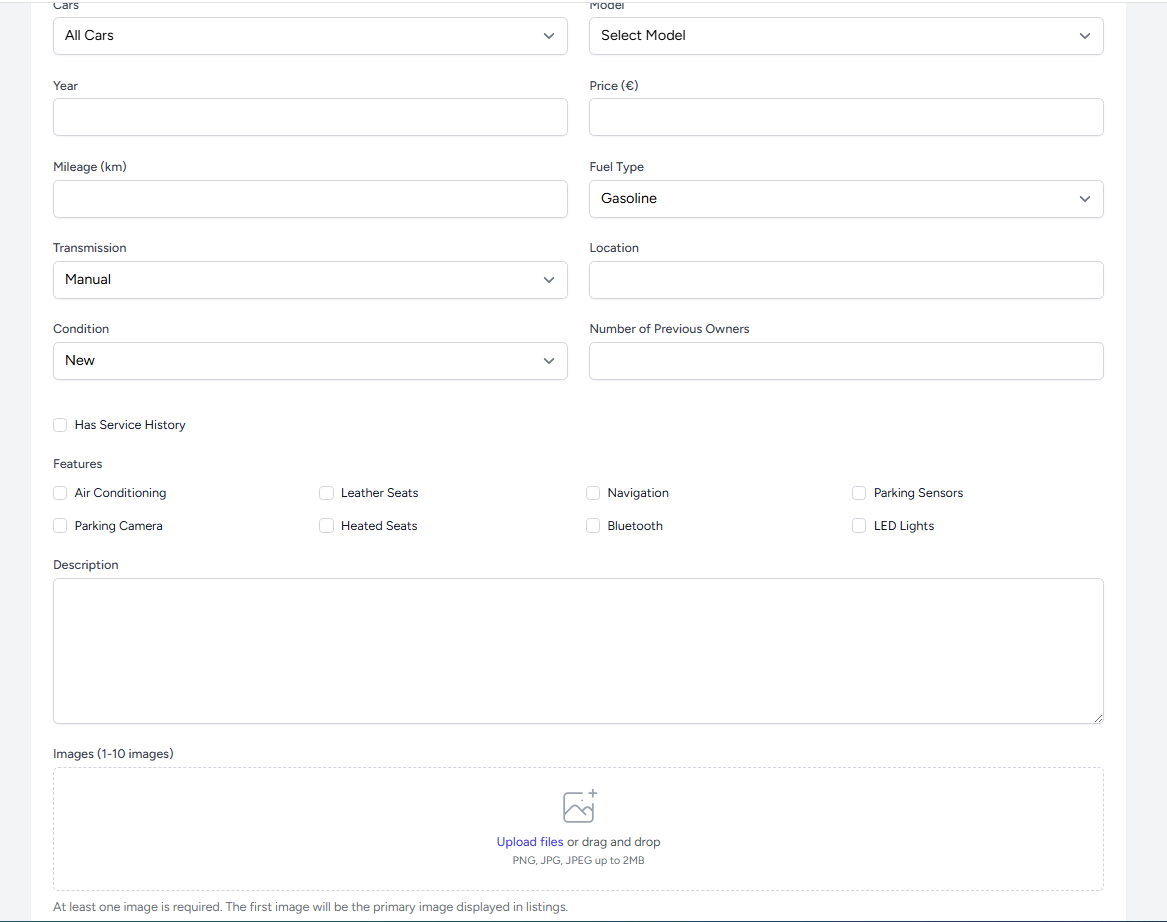 Cars Model
All Cars Select Model
Year Price (€)
Mileage (km) Fuel Type
Gasoline
Transmission Location
Manual
Condition Number of Previous Owners
New
Has Service History
Features
Air Conditioning Leather Seats Navigation Parking Sensors
Parking Camera Heated Seats Bluetooth LED Lights
Description
Images (1-10 images)
Upload files or drag and drop
PNG, JPG, JPEG up to 2MB
At least one image is required. The first image will be the primary image displayed in listings.